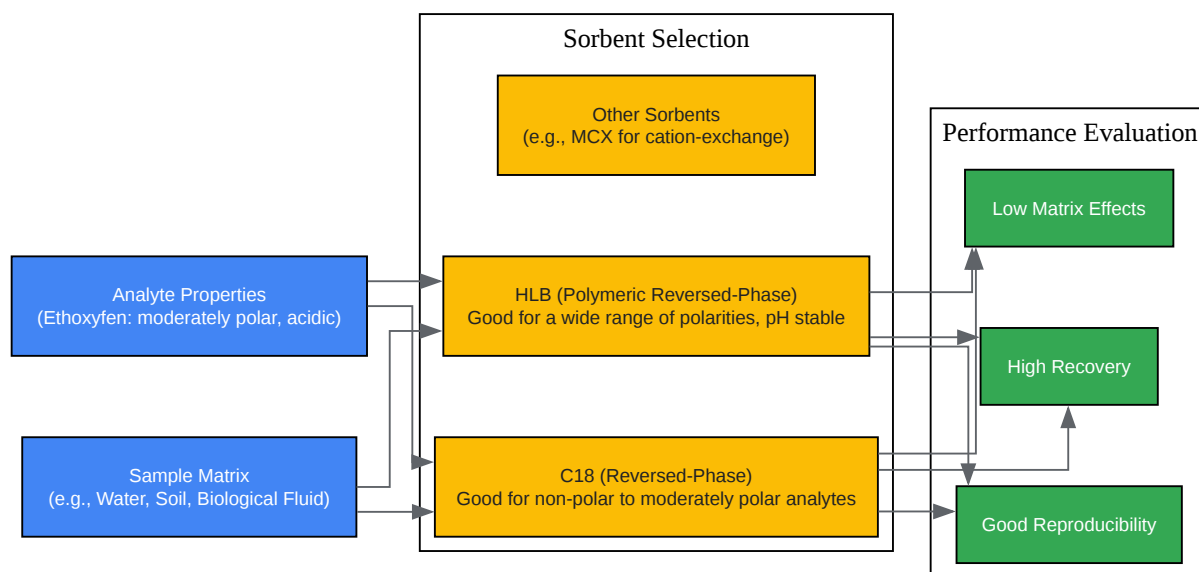 Sorbent Selection
Other Sorbents
(e.g., MCX for cation-exchange)
Performance Evaluation
Low Matrix Effects
Analyte Properties
(Ethoxyfen: moderately polar, acidic)
HLB (Polymeric Reversed-Phase)
Good for a wide range of polarities, pH stable
High Recovery
Sample Matrix
(e.g., Water, Soil, Biological Fluid)
C18 (Reversed-Phase)
Good for non-polar to moderately polar analytes
Good Reproducibility